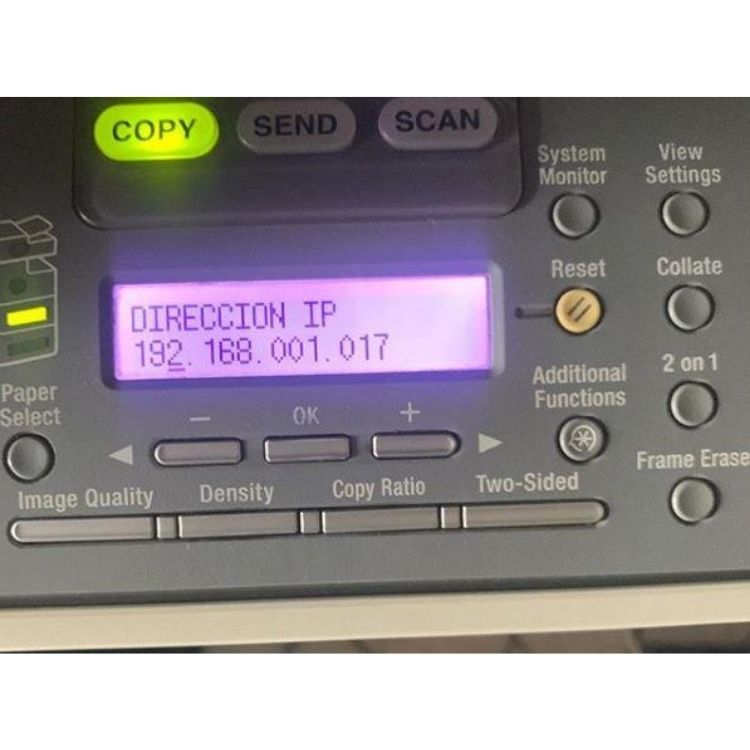 COPY SEND SCAN
System Monitor
View Settings
Reset
Collate
DIRECCION IP
192.168.001.017
Additional Functions
2 on 1
Paper Select
− OK +
Frame Erase
Image Quality Density Copy Ratio Two-Sided